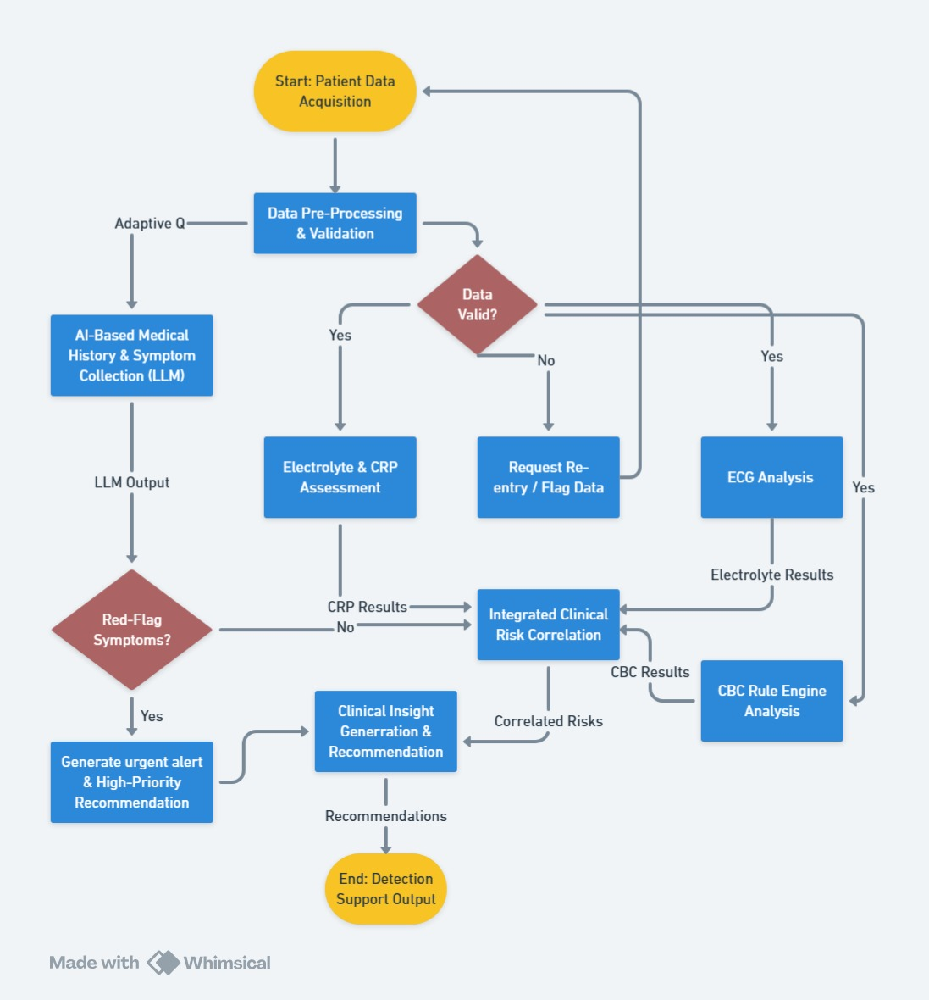 Start: Patient Data
Acquisition
Data Pre-Processing
& Validation
Adaptive Q
Data
Valid?
AI-Based Medical
History & Symptom
Collection (LLM)
Yes
No
Yes
Electrolyte & CRP
Assessment
Request Re-
entry / Flag Data
ECG Analysis
Yes
LLM Output
Electrolyte Results
CRP Results
No
Integrated Clinical
Risk Correlation
Red-Flag
Symptoms?
CBC Results
CBC Rule Engine
Analysis
Yes
Clinical Insight
Generration &
Recommendation
Correlated Risks
Generate urgent alert
& High-Priority
Recommendation
Recommendations
End: Detection
Support Output
Made with Whimsical